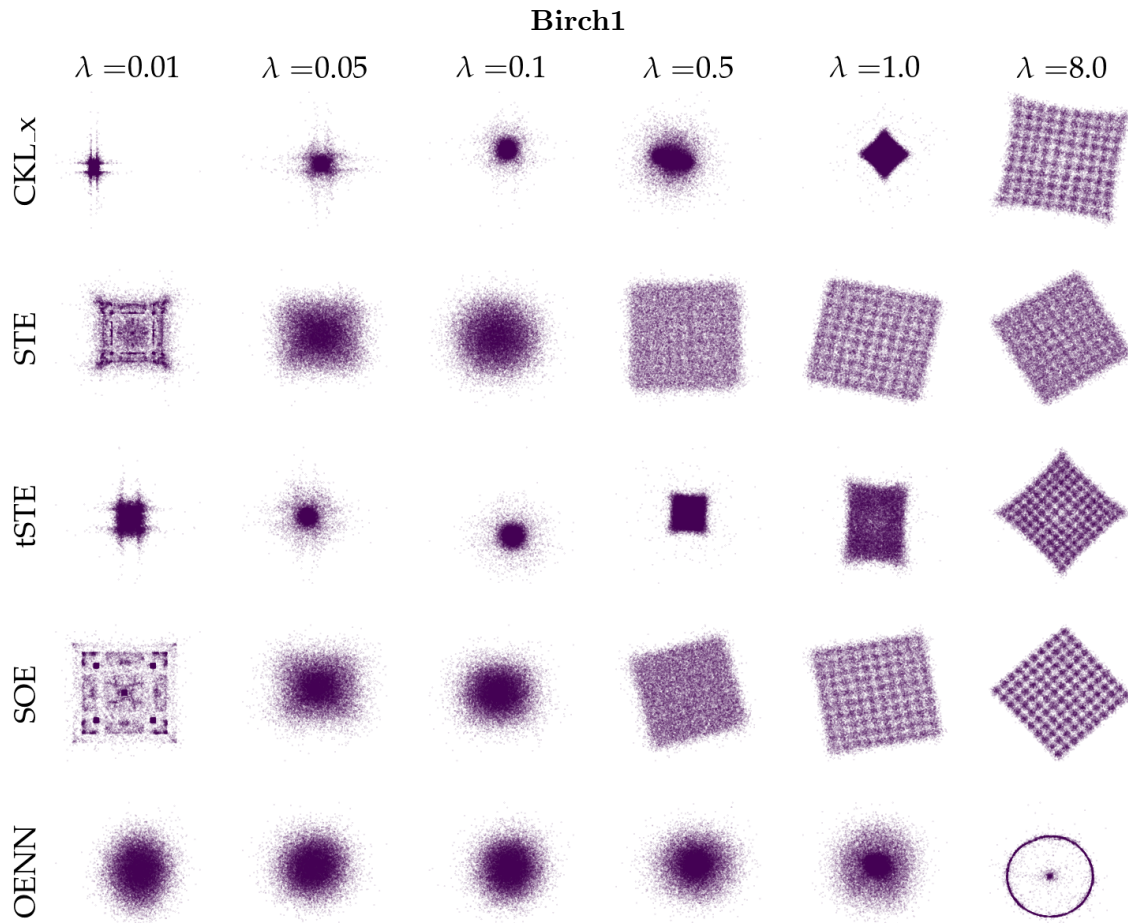 Birch1
λ =0.01 λ =0.05 λ =0.1 λ =0.5 λ =1.0 λ =8.0
CKL_x
STE
tSTE
SOE
OENN